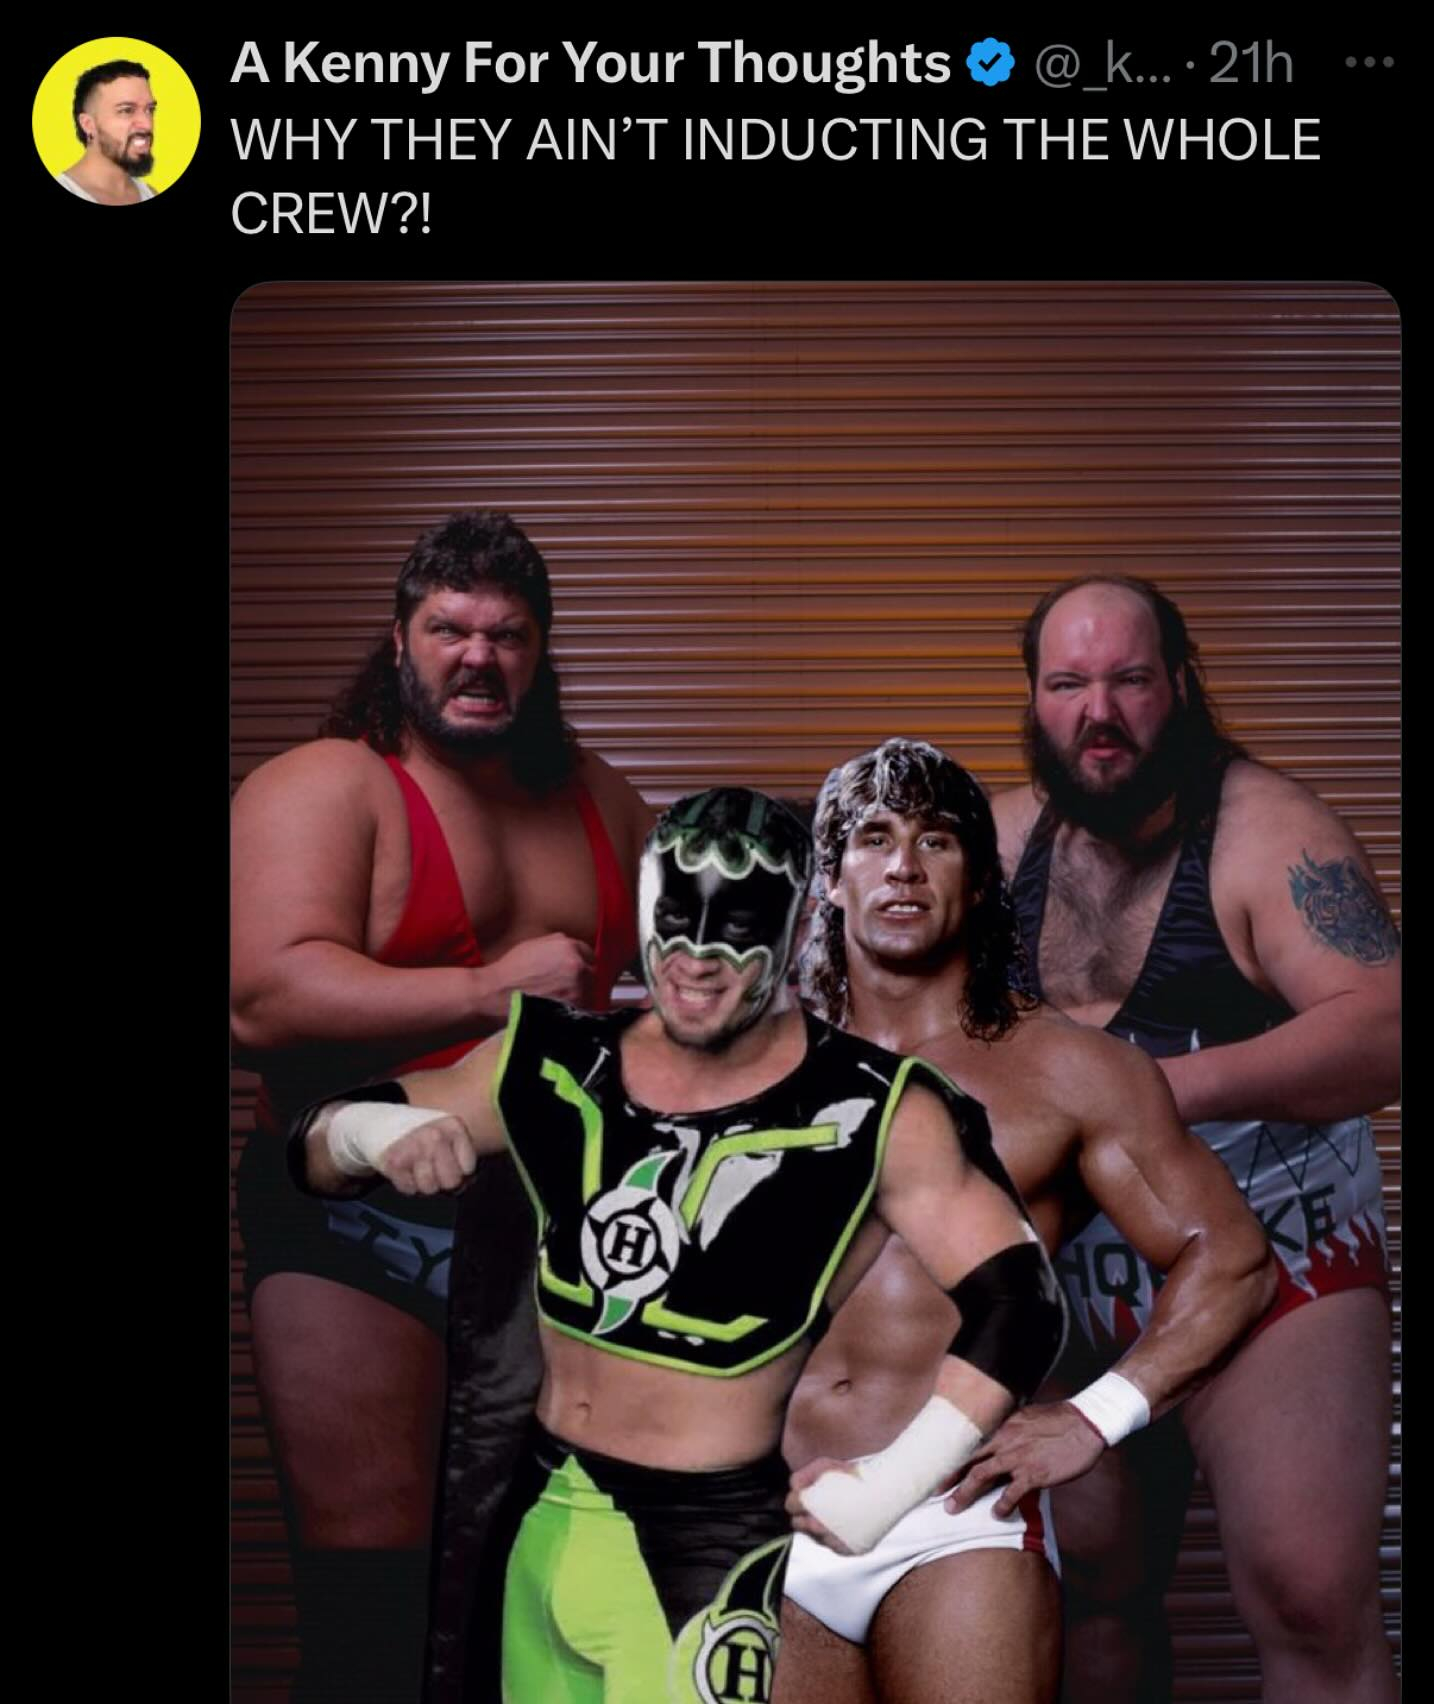 A Kenny For Your Thoughts @_k... · 21h
WHY THEY AIN’T INDUCTING THE WHOLE
CREW?!
H
H